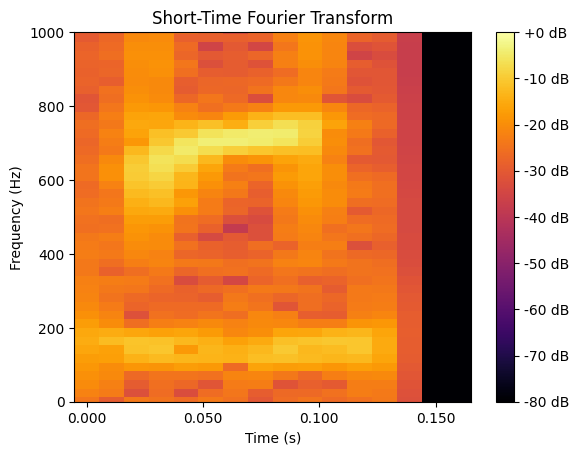 Short-Time Fourier Transform
1000
800
600
400
200
0
Frequency (Hz)
0.000
0.050
0.100
0.150
Time (s)
+0 dB
-10 dB
-20 dB
-30 dB
-40 dB
-50 dB
-60 dB
-70 dB
-80 dB